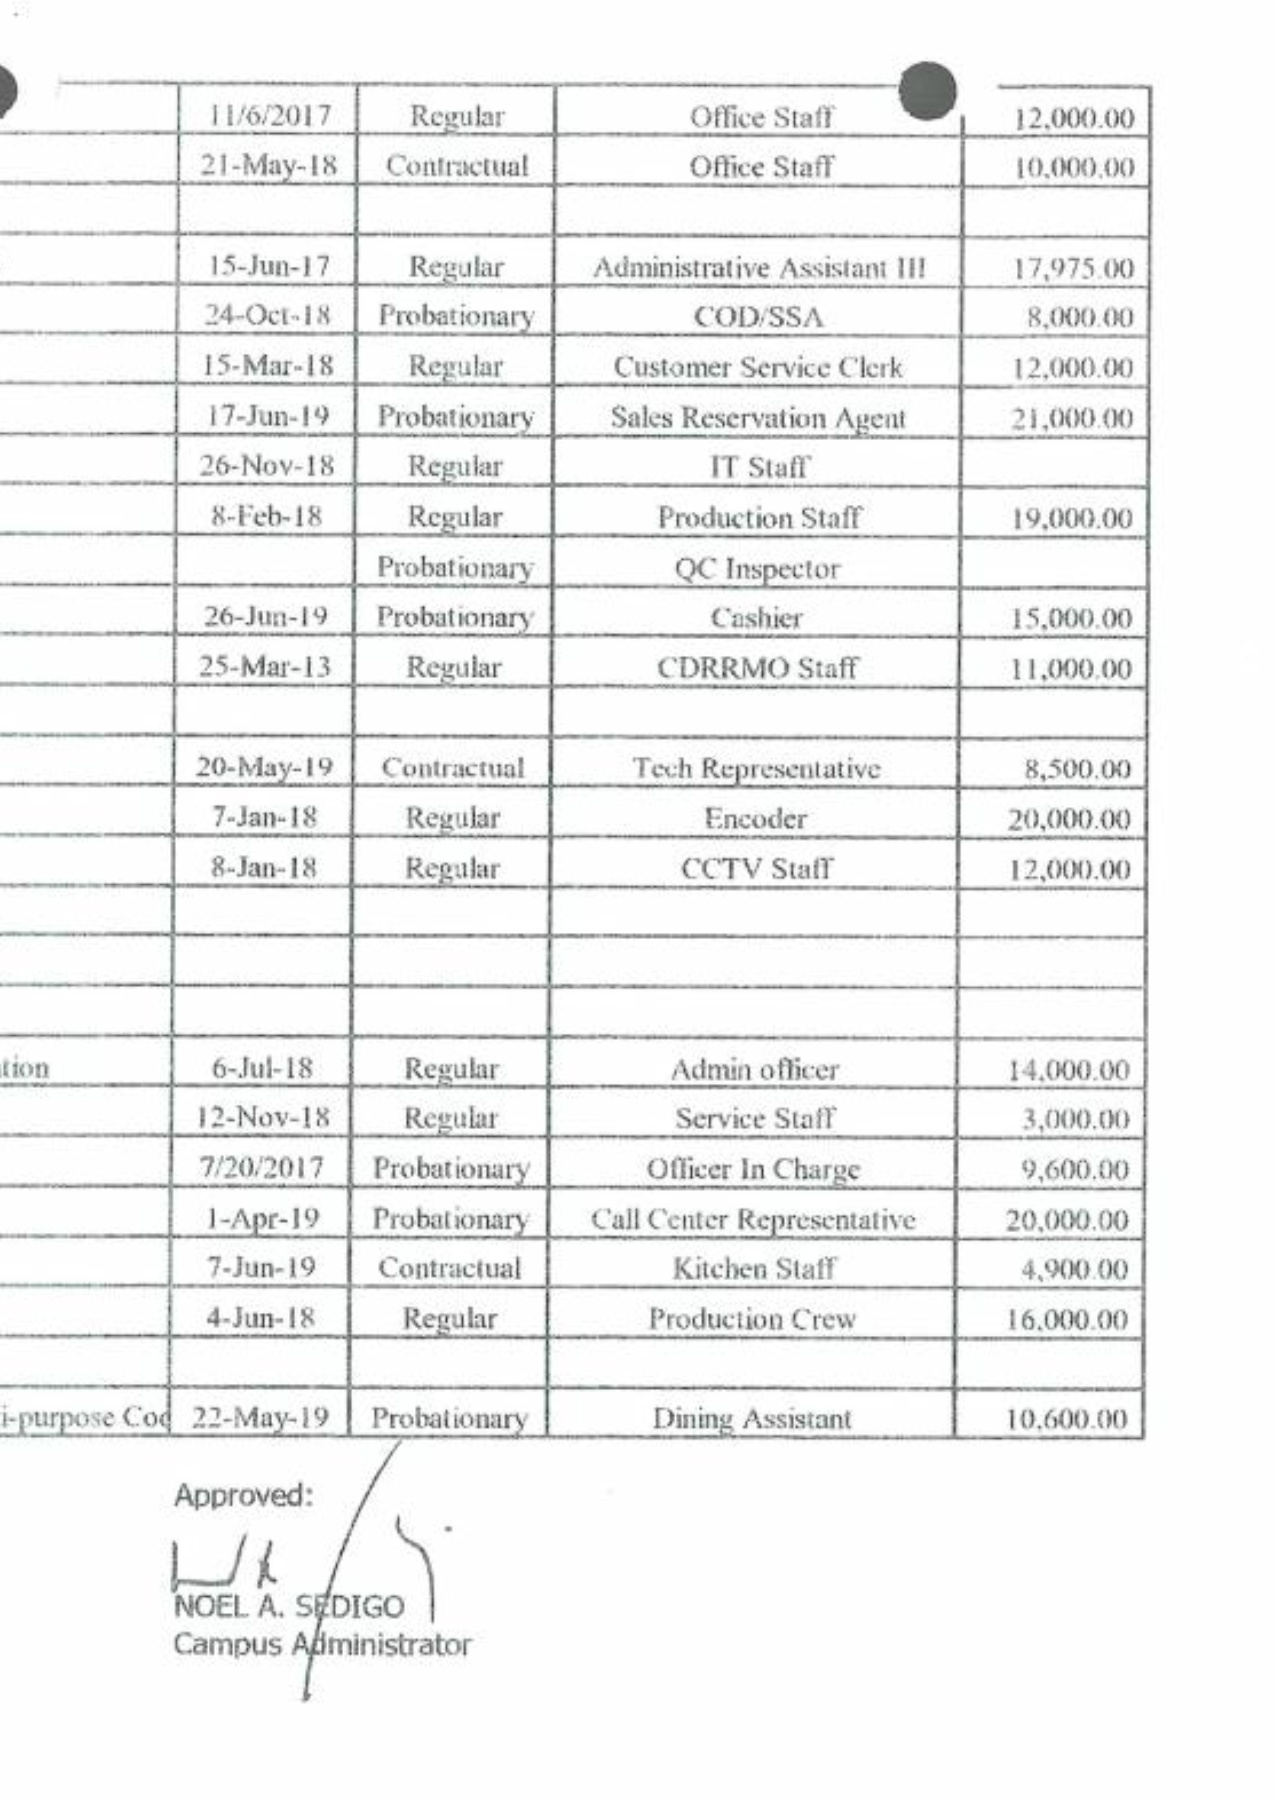 11/6/2017 Regular Office Staff 12,000.00
21-May-18 Contractual Office Staff 10,000.00
15-Jun-17 Regular Administrative Assistant III 17,975.00
24-Oct-18 Probationary COD/SSA 8,000.00
15-Mar-18 Regular Customer Service Clerk 12,000.00
17-Jun-19 Probationary Sales Reservation Agent 21,000.00
26-Nov-18 Regular IT Staff
8-Feb-18 Regular Production Staff 19,000.00
Probationary QC Inspector
26-Jun-19 Probationary Cashier 15,000.00
25-Mar-13 Regular CDRRMO Staff 11,000.00
20-May-19 Contractual Tech Representative 8,500.00
7-Jan-18 Regular Encoder 20,000.00
8-Jan-18 Regular CCTV Staff 12,000.00
ation 6-Jul-18 Regular Admin officer 14,000.00
12-Nov-18 Regular Service Staff 3,000.00
7/20/2017 Probationary Officer In Charge 9,600.00
1-Apr-19 Probationary Call Center Representative 20,000.00
7-Jun-19 Contractual Kitchen Staff 4,900.00
4-Jun-18 Regular Production Crew 16,000.00
i-purpose Coo 22-May-19 Probationary Dining Assistant 10,600.00
Approved:
NOEL A. SEDIGO
Campus Administrator